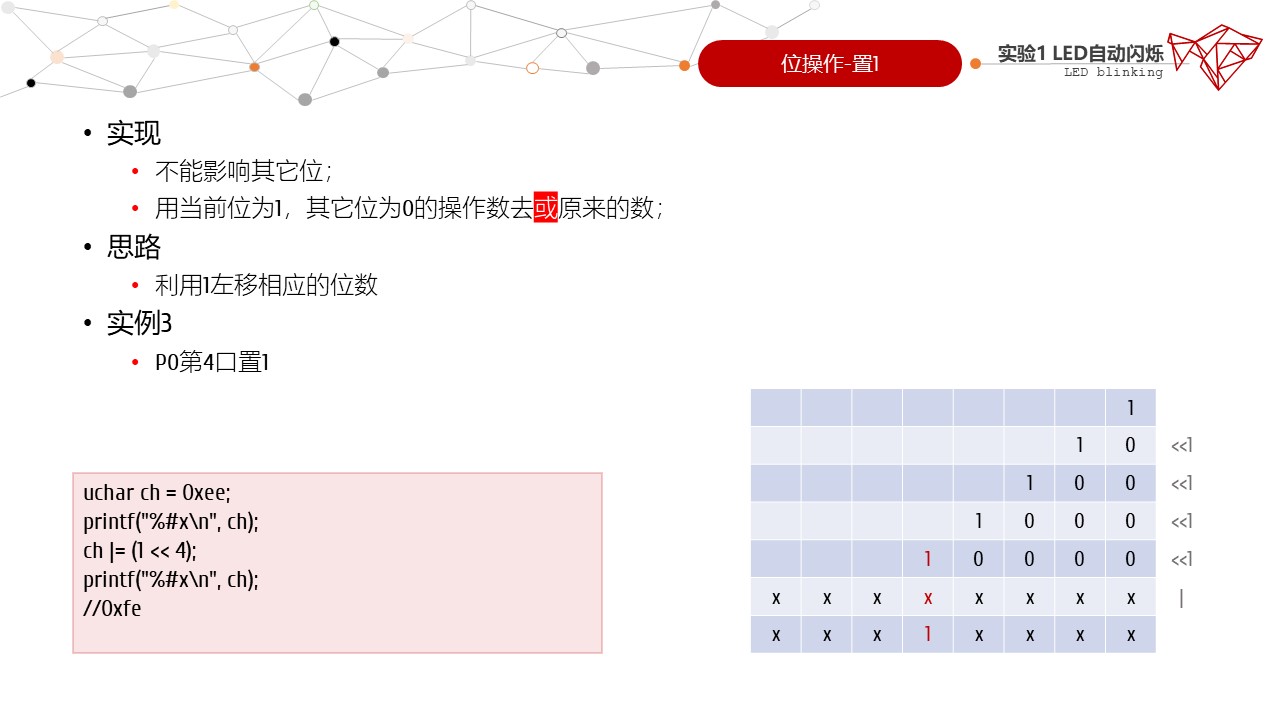 位操作-置1
实验1 LED自动闪烁
LED blinking
• 实现
• 不能影响其它位；
• 用当前位为1，其它位为0的操作数去或原来的数；
• 思路
• 利用1左移相应的位数
• 实例3
• P0第4口置1
uchar ch = 0xee;
printf("%#x\n", ch);
ch |= (1 << 4);
printf("%#x\n", ch);
//0xfe
1
1 0 <<1
1 0 0 <<1
1 0 0 0 <<1
1 0 0 0 0 <<1
x x x x x x x x |
x x x 1 x x x x